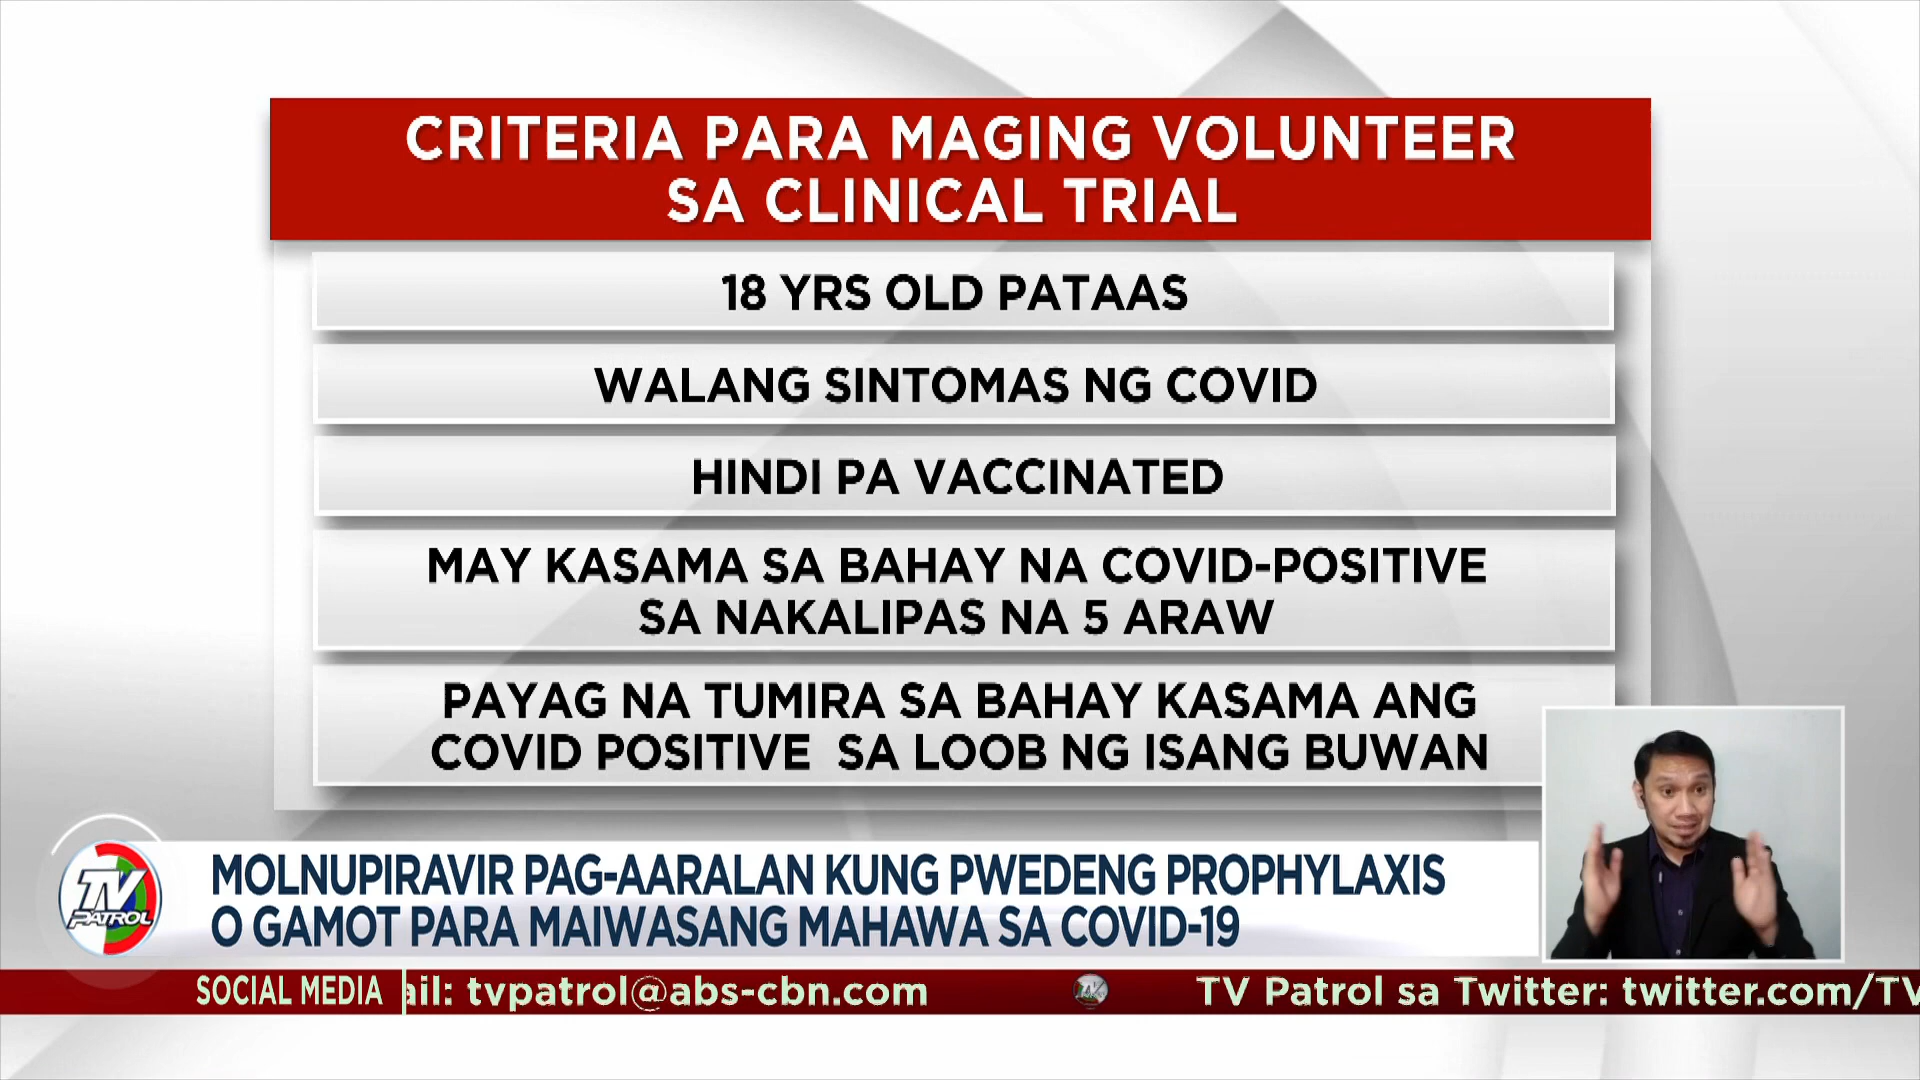 CRITERIA PARA MAGING VOLUNTEER
SA CLINICAL TRIAL
18 YRS OLD PATAAS
WALANG SINTOMAS NG COVID
HINDI PA VACCINATED
MAY KASAMA SA BAHAY NA COVID-POSITIVE
SA NAKALIPAS NA 5 ARAW
PAYAG NA TUMIRA SA BAHAY KASAMA ANG
COVID POSITIVE SA LOOB NG ISANG BUWAN
TV
PATROL
MOLNUPIRAVIR PAG-AARALAN KUNG PWEDENG PROPHYLAXIS
O GAMOT PARA MAIWASANG MAHAWA SA COVID-19
SOCIAL MEDIA ail: tvpatrol@abs-cbn.com TV Patrol sa Twitter: twitter.com/TV